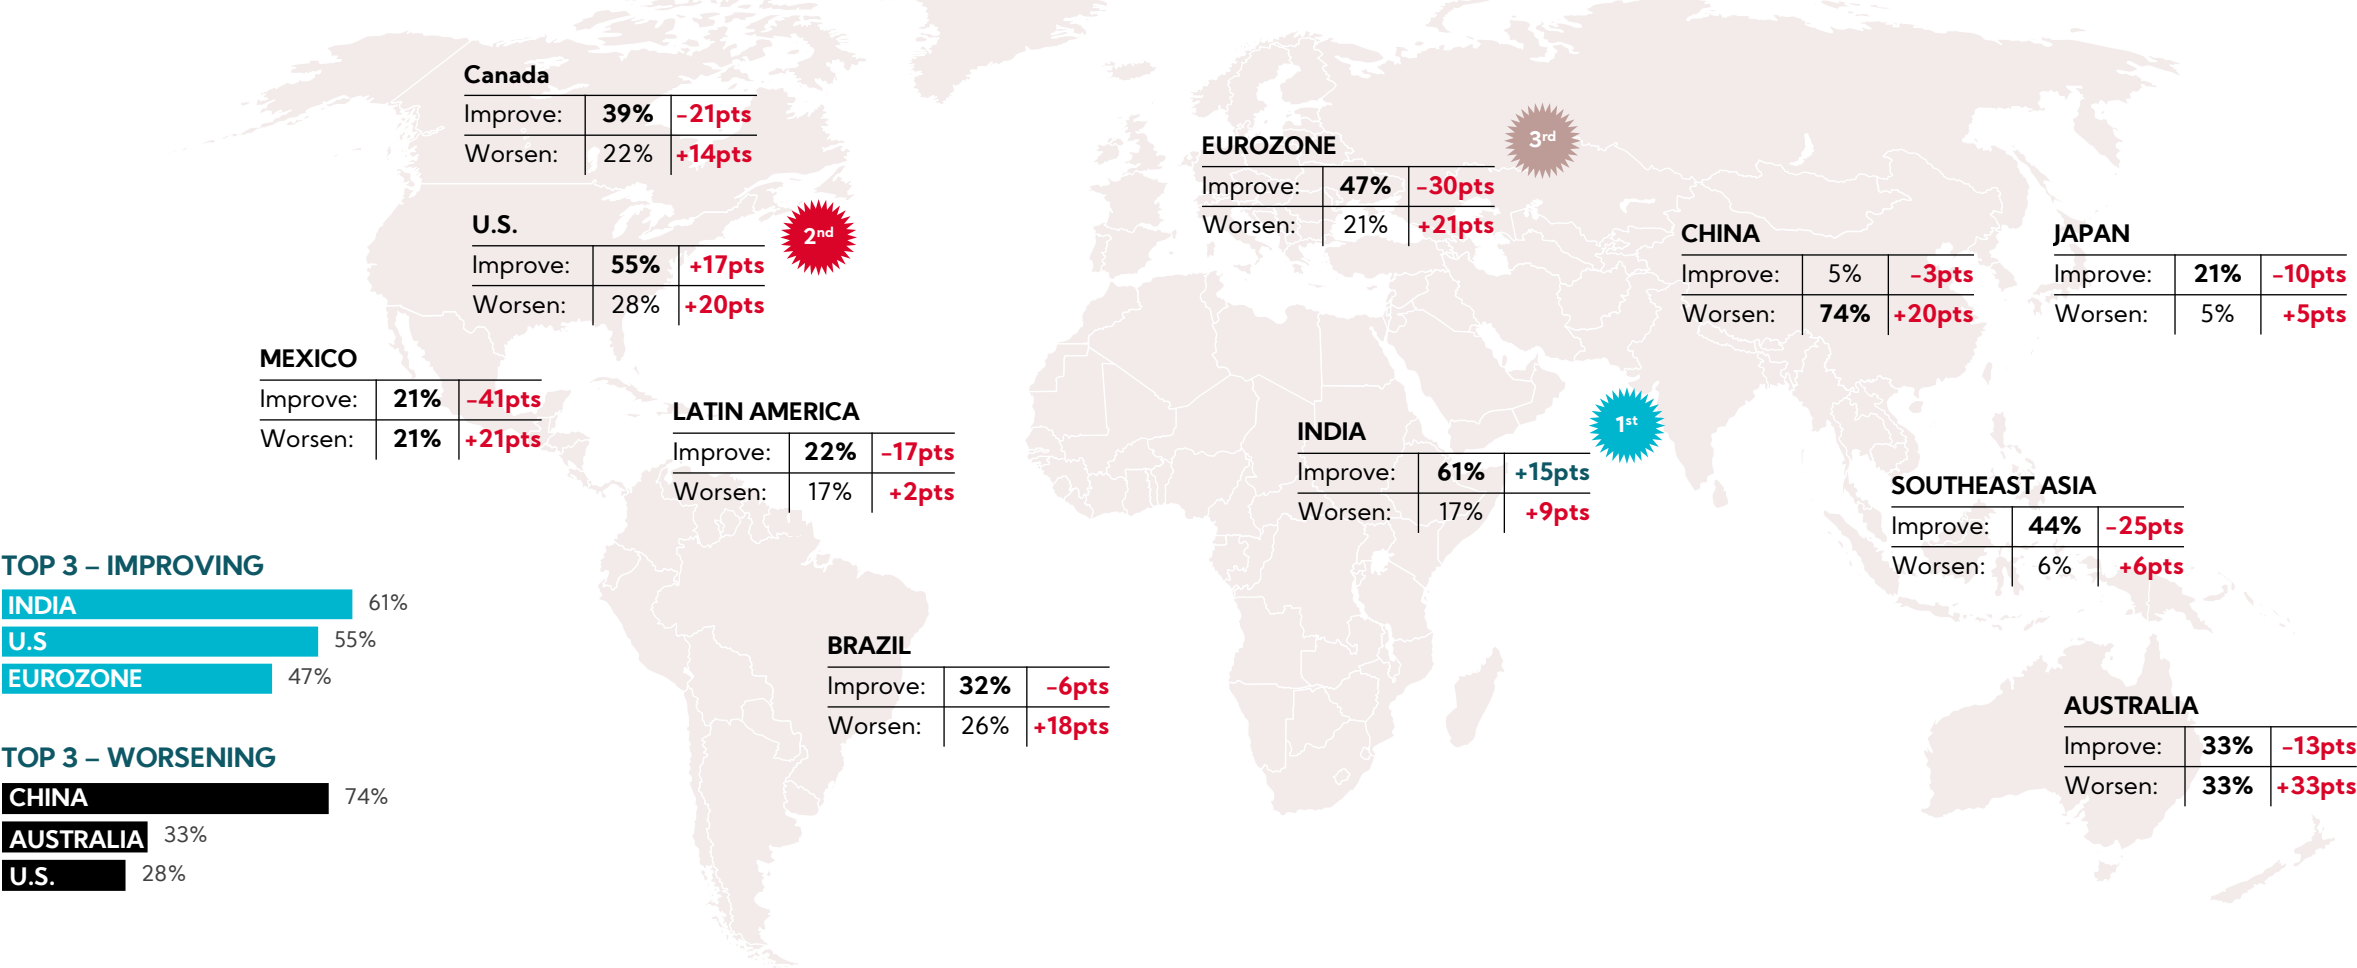 Canada
Improve: 39% -21pts
Worsen: 22% +14pts
U.S.
2nd
Improve: 55% +17pts
Worsen: 28% +20pts
EUROZONE
3rd
Improve: 47% -30pts
Worsen: 21% +21pts
CHINA
Improve: 5% -3pts
Worsen: 74% +20pts
JAPAN
Improve: 21% -10pts
Worsen: 5% +5pts
MEXICO
Improve: 21% -41pts
Worsen: 21% +21pts
LATIN AMERICA
Improve: 22% -17pts
Worsen: 17% +2pts
INDIA
1st
Improve: 61% +15pts
Worsen: 17% +9pts
SOUTHEAST ASIA
Improve: 44% -25pts
Worsen: 6% +6pts
BRAZIL
Improve: 32% -6pts
Worsen: 26% +18pts
AUSTRALIA
Improve: 33% -13pts
Worsen: 33% +33pts
TOP 3 – IMPROVING
INDIA 61%
U.S 55%
EUROZONE 47%
TOP 3 – WORSENING
CHINA 74%
AUSTRALIA 33%
U.S. 28%